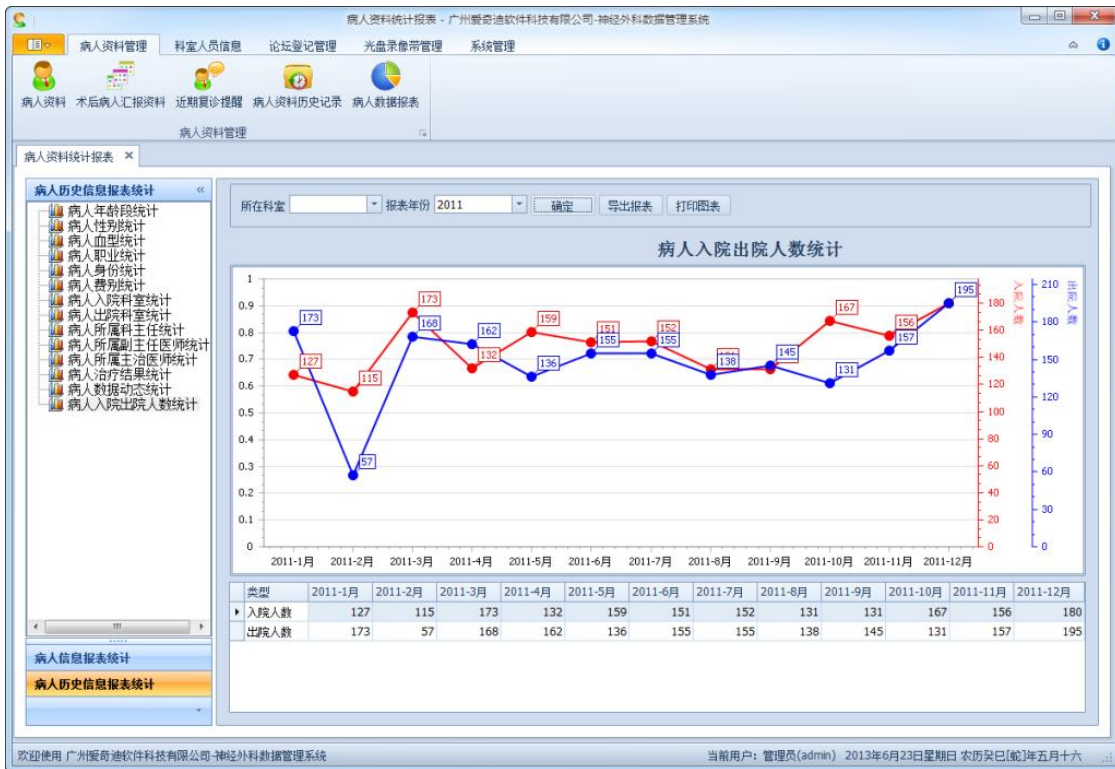 病人资料统计报表 - 广州爱奇迪软件科技有限公司-神经外科数据管理系统
病人资料管理 科室人员信息 论坛登记管理 光盘录像带管理 系统管理
病人资料 术后病人汇报资料 近期复诊提醒 病人资料历史记录 病人数据报表
病人资料管理
病人资料统计报表
病人历史信息报表统计
病人年龄段统计
病人性别统计
病人血型统计
病人职业统计
病人身份统计
病人费别统计
病人入院科室统计
病人出院科室统计
病人所属科主任统计
病人所属副主任医师统计
病人所属主治医师统计
病人治疗结果统计
病人数据动态统计
病人入院出院人数统计
病人信息报表统计
病人历史信息报表统计
所在科室 报表年份 2011 确定 导出报表 打印图表
病人入院出院人数统计
1
0.9
0.8
0.7
0.6
0.5
0.4
0.3
0.2
0.1
0
127 115 173 132 159 151 152 167 156
173 57 168 162 136 155 155 138 145 131 157 195
入院人数
180
160
140
120
100
80
60
40
20
0
出院人数
210
180
150
120
90
60
30
0
2011-1月 2011-2月 2011-3月 2011-4月 2011-5月 2011-6月 2011-7月 2011-8月 2011-9月 2011-10月 2011-11月 2011-12月
类型 2011-1月 2011-2月 2011-3月 2011-4月 2011-5月 2011-6月 2011-7月 2011-8月 2011-9月 2011-10月 2011-11月 2011-12月
入院人数 127 115 173 132 159 151 152 131 131 167 156 180
出院人数 173 57 168 162 136 155 155 138 145 131 157 195
欢迎使用 广州爱奇迪软件科技有限公司-神经外科数据管理系统
当前用户：管理员(admin) 2013年6月23日星期日 农历癸巳[蛇]年五月十六